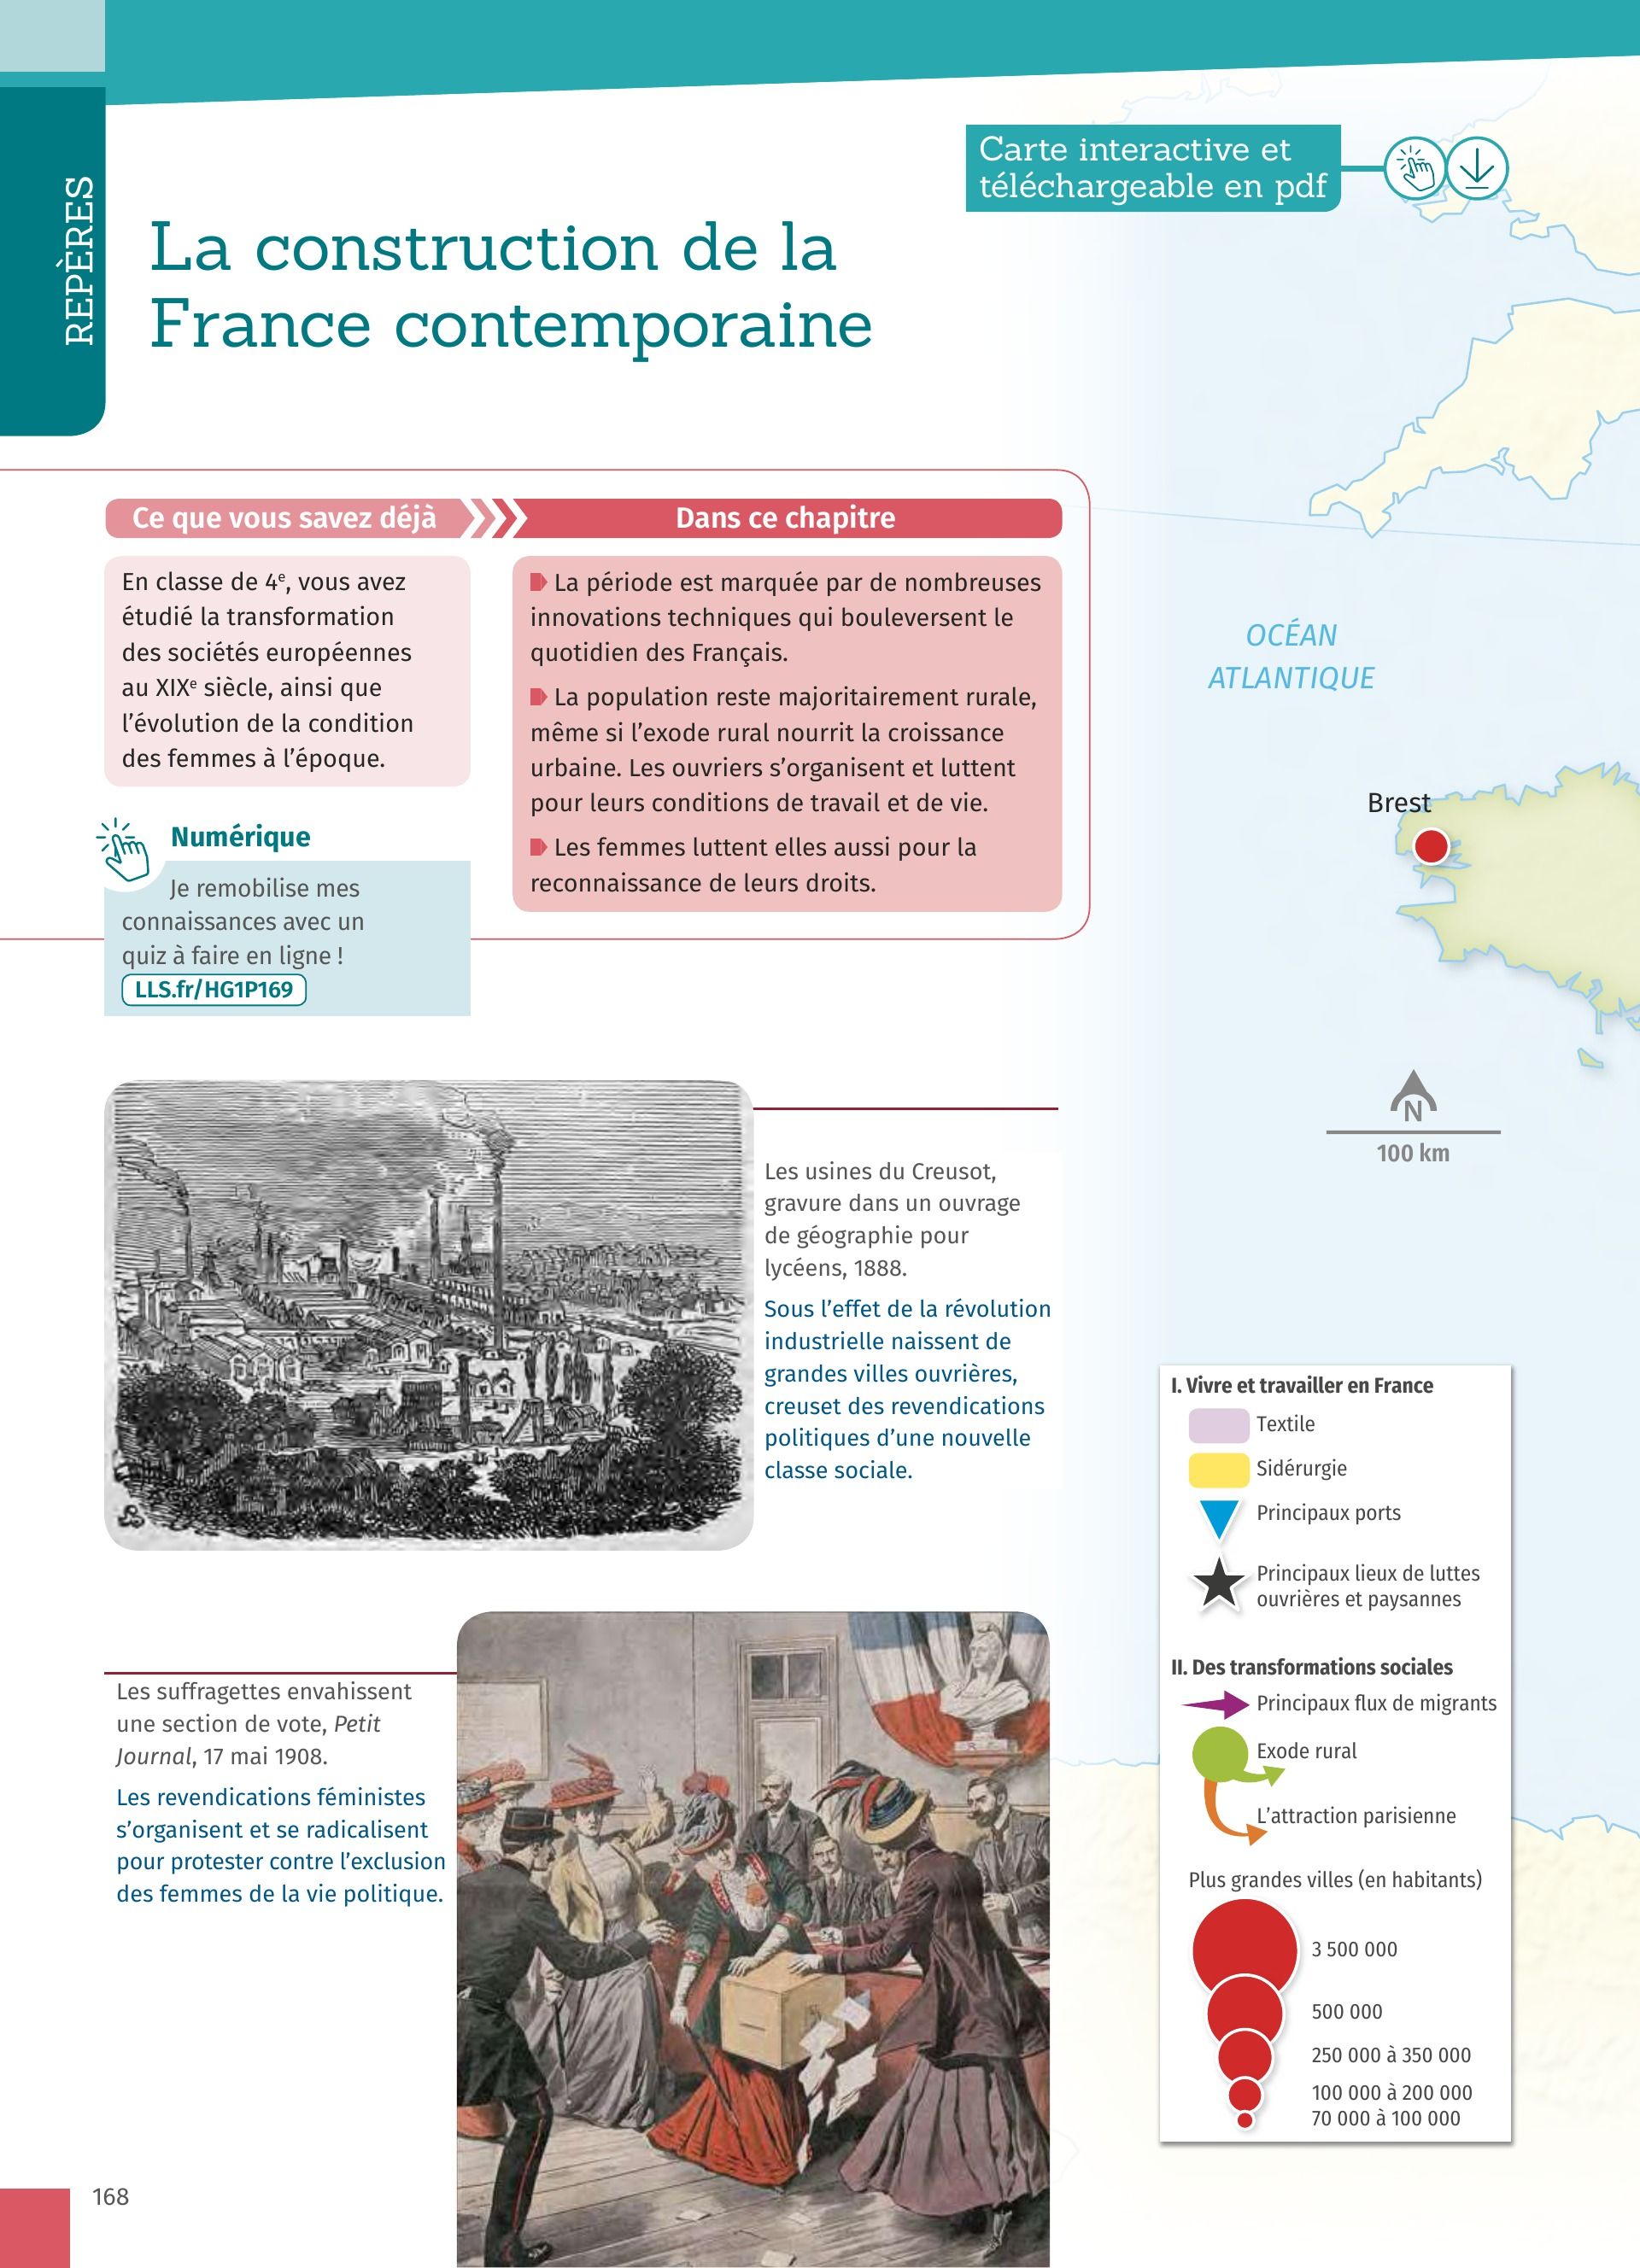 REPÈRES
Carte interactive et
téléchargeable en pdf
La construction de la
France contemporaine
Ce que vous savez déjà
En classe de 4e, vous avez
étudié la transformation
des sociétés européennes
au XIXe siècle, ainsi que
l'évolution de la condition
des femmes à l'époque.
Numérique
Je remobilise mes
connaissances avec un
quiz à faire en ligne !
LLS.fr/HG1P169
Dans ce chapitre
La période est marquée par de nombreuses
innovations techniques qui bouleversent le
quotidien des Français.
La population reste majoritairement rurale,
même si l'exode rural nourrit la croissance
urbaine. Les ouvriers s'organisent et luttent
pour leurs conditions de travail et de vie.
Les femmes luttent elles aussi pour la
reconnaissance de leurs droits.
Les usines du Creusot,
gravure dans un ouvrage
de géographie pour
lycéens, 1888.
Sous l'effet de la révolution
industrielle naissent de
grandes villes ouvrières,
creuset des revendications
politiques d'une nouvelle
classe sociale.
Les suffragettes envahissent
une section de vote, Petit
Journal, 17 mai 1908.
Les revendications féministes
s'organisent et se radicalisent
pour protester contre l'exclusion
des femmes de la vie politique.
OCÉAN
ATLANTIQUE
Brest
N
100 km
I. Vivre et travailler en France
Textile
Sidérurgie
Principaux ports
Principaux lieux de luttes
ouvrières et paysannes
II. Des transformations sociales
Principaux flux de migrants
Exode rural
L'attraction parisienne
Plus grandes villes (en habitants)
3 500 000
500 000
250 000 à 350 000
100 000 à 200 000
70 000 à 100 000
168